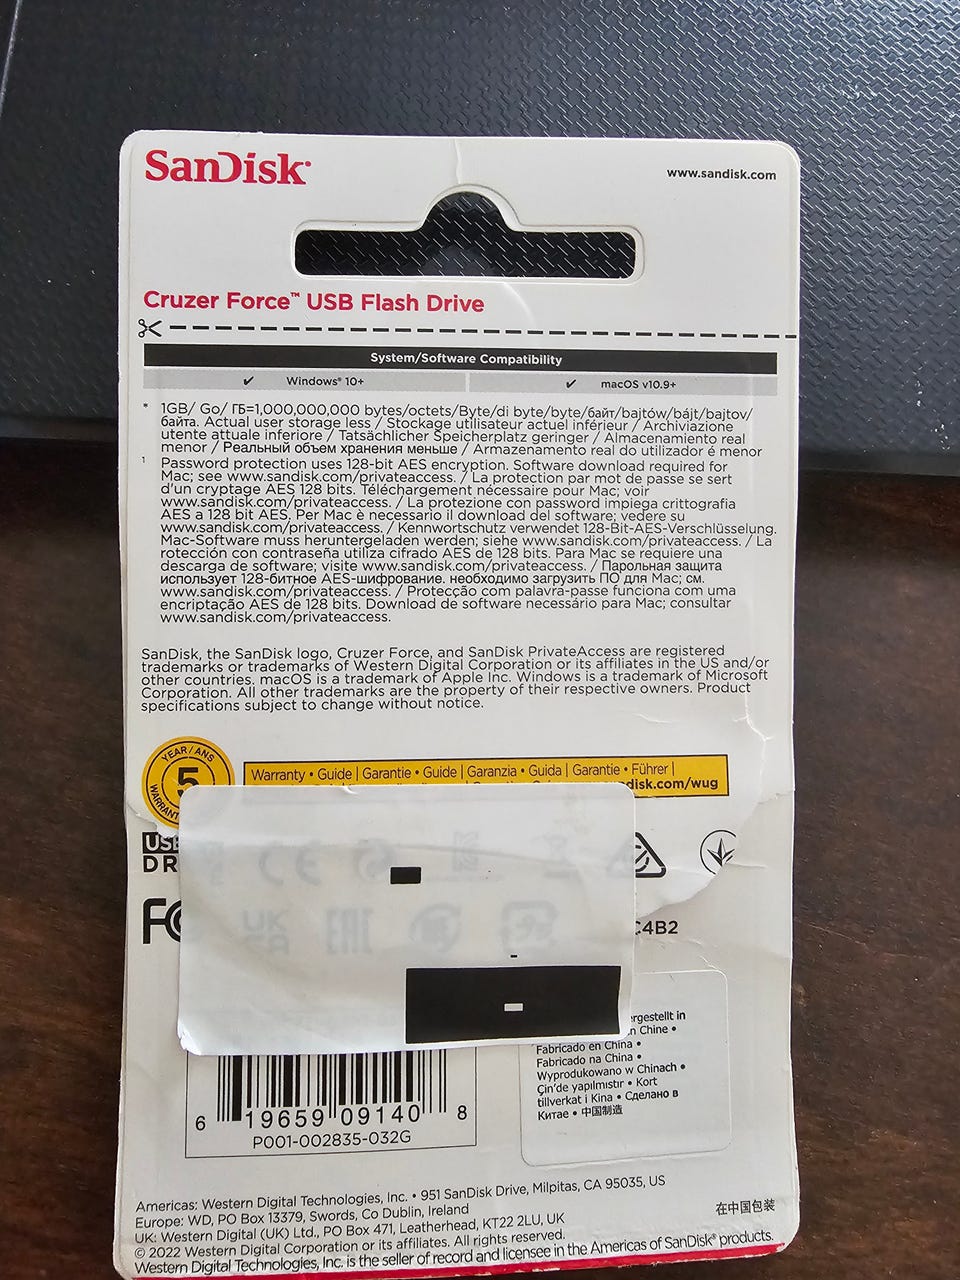 SanDisk®
www.sandisk.com
Cruzer Force™ USB Flash Drive
System/Software Compatibility
✔ Windows® 10+ ✔ macOS v10.9+
* 1GB/ Go/ ГБ=1,000,000,000 bytes/octets/Byte/di byte/byte/байт/bajtów/bájt/bajtov/
байта. Actual user storage less / Stockage utilisateur actuel inférieur / Archiviazione
utente attuale inferiore / Tatsächlicher Speicherplatz geringer / Almacenamiento real
menor / Реальный объем хранения меньше / Armazenamento real do utilizador é menor
¹ Password protection uses 128-bit AES encryption. Software download required for
Mac; see www.sandisk.com/privateaccess. / La protection par mot de passe se sert
d'un cryptage AES 128 bits. Téléchargement nécessaire pour Mac; voir
www.sandisk.com/privateaccess. / La protezione con password impiega crittografia
AES a 128 bit AES. Per Mac è necessario il download del software; vedere su
www.sandisk.com/privateaccess. / Kennwortschutz verwendet 128-Bit-AES-Verschlüsselung.
Mac-Software muss heruntergeladen werden; siehe www.sandisk.com/privateaccess. / La
rotección con contraseña utiliza cifrado AES de 128 bits. Para Mac se requiere una
descarga de software; visite www.sandisk.com/privateaccess. / Парольная защита
использует 128-битное AES-шифрование. необходимо загрузить ПО для Mac; см.
www.sandisk.com/privateaccess. / Protecção com palavra-passe funciona com uma
encriptação AES de 128 bits. Download de software necessário para Mac; consultar
www.sandisk.com/privateaccess.
SanDisk, the SanDisk logo, Cruzer Force, and SanDisk PrivateAccess are registered
trademarks or trademarks of Western Digital Corporation or its affiliates in the US and/or
other countries. macOS is a trademark of Apple Inc. Windows is a trademark of Microsoft
Corporation. All other trademarks are the property of their respective owners. Product
specifications subject to change without notice.
YEAR/ANS
5
WARRANT
Warranty • Guide | Garantie • Guide | Garanzia • Guida | Garantie • Führer |
disk.com/wug
USB
DR
CE
FC
UK
CA
EAC
C4B2
ergestellt in
n Chine •
Fabricado en China •
Fabricado na China •
Wyprodukowano w Chinach •
Çin'de yapılmıstır • Kort
tillverkat i Kina • Сделано в
Китае • 中国制造
6 19659 09140 8
P001-002835-032G
Americas: Western Digital Technologies, Inc. • 951 SanDisk Drive, Milpitas, CA 95035, US
Europe: WD, PO Box 13379, Swords, Co Dublin, Ireland
UK: Western Digital (UK) Ltd., PO Box 471, Leatherhead, KT22 2LU, UK
在中国包装
© 2022 Western Digital Corporation or its affiliates. All rights reserved.
Western Digital Technologies, Inc. is the seller of record and licensee in the Americas of SanDisk® products.